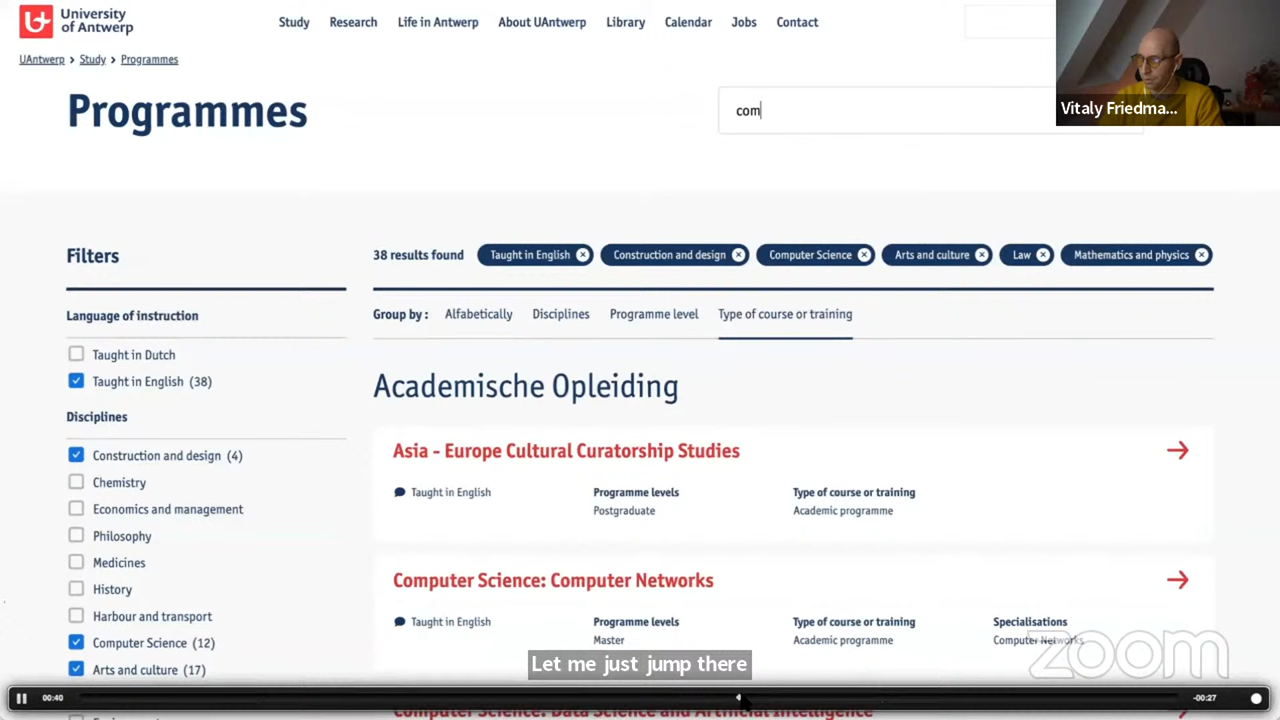 University
of Antwerp
Study Research Life in Antwerp About UAntwerp Library Calendar Jobs Contact
UAntwerp > Study > Programmes
Programmes
com
Vitaly Friedma...
Filters
38 results found Taught in English Construction and design Computer Science Arts and culture Law Mathematics and physics
Language of instruction
Group by : Alfabetically Disciplines Programme level Type of course or training
Taught in Dutch
Taught in English (38)
Academische Opleiding
Disciplines
Asia - Europe Cultural Curatorship Studies
Construction and design (4)
Chemistry
Taught in English Programme levels Type of course or training
Postgraduate Academic programme
Economics and management
Philosophy
Medicines
Computer Science: Computer Networks
History
Harbour and transport
Taught in English Programme levels Type of course or training Specialisations
Master Academic programme Computer Networks
Computer Science (12)
Arts and culture (17)
zoom
Let me just jump there
00:40 -00:27
Computer Science: Data Science and Artificial Intelligence